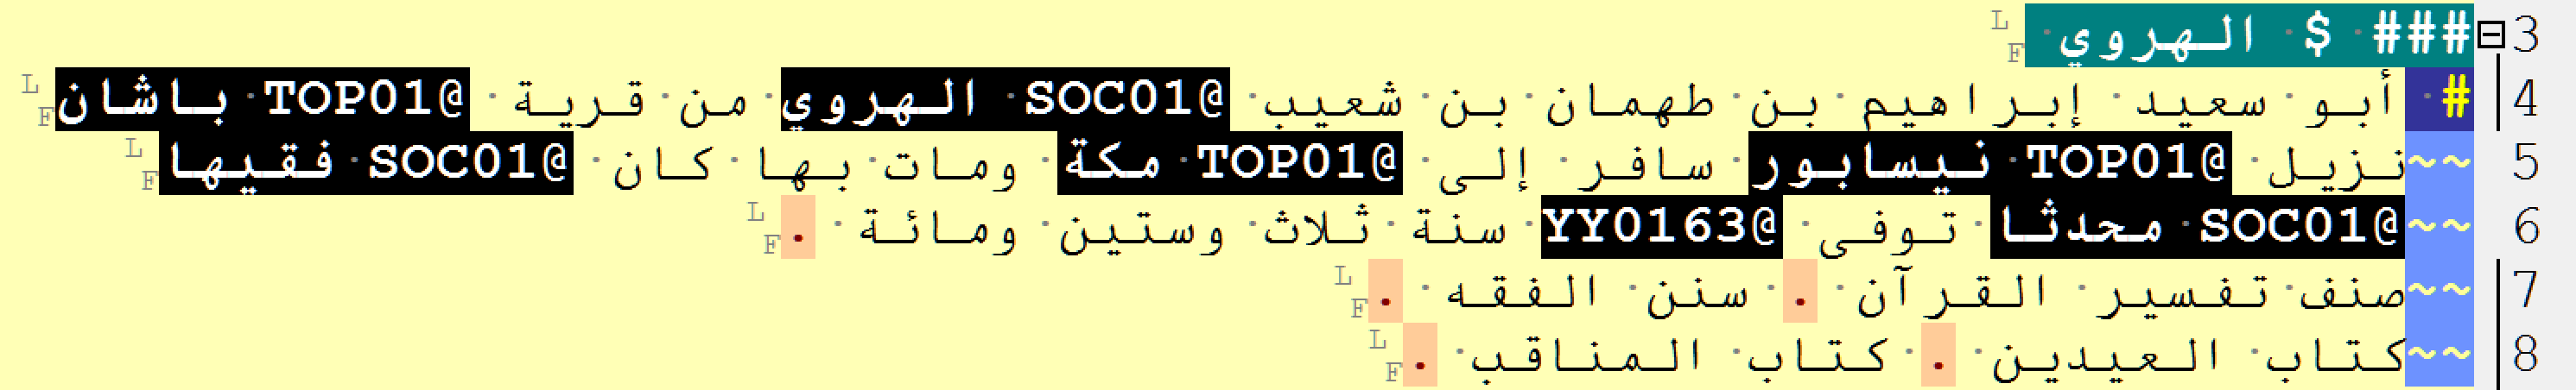 3 ### $ الهروي
4 # أبو سعيد إبراهيم بن طهمان بن شعيب @SOC01 الهروي من قرية @TOP01 باشان
5 ~~نزيل @TOP01 نيسابور سافر إلى @TOP01 مكة ومات بها كان @SOC01 فقيها
6 ~~@SOC01 محدثا توفى @YY0163 سنة ثلاث وستين ومائة .
7 ~~صنف تفسير القرآن . سنن الفقه .
8 ~~كتاب العيدين . كتاب المناقب .